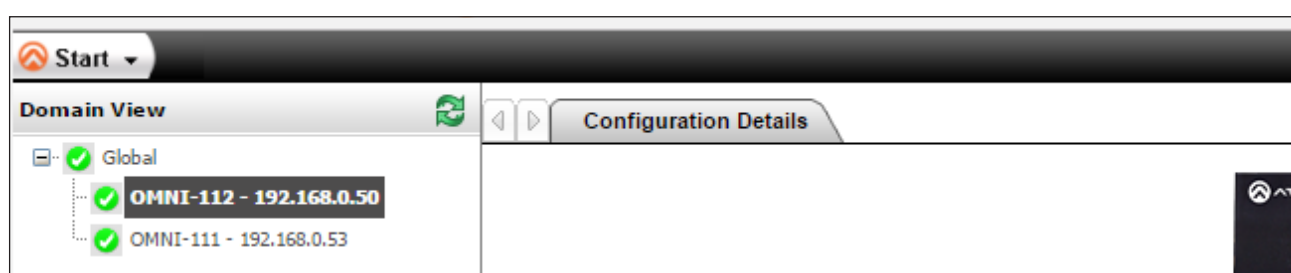 Start
Domain View
Configuration Details
Global
OMNI-112 - 192.168.0.50
OMNI-111 - 192.168.0.53